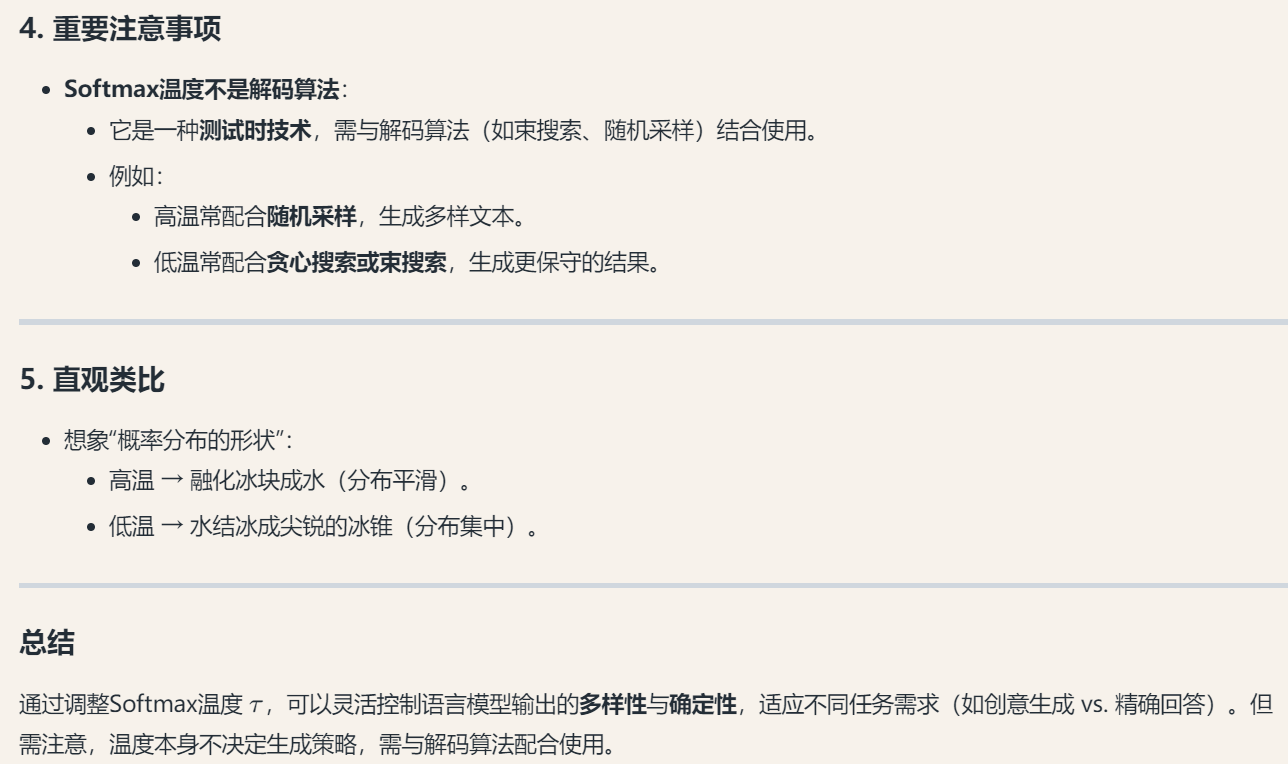 4. 重要注意事项
• Softmax温度不是解码算法：
• 它是一种测试时技术，需与解码算法（如束搜索、随机采样）结合使用。
• 例如：
• 高温常配合随机采样，生成多样文本。
• 低温常配合贪心搜索或束搜索，生成更保守的结果。
5. 直观类比
• 想象“概率分布的形状”：
• 高温 → 融化冰块成水（分布平滑）。
• 低温 → 水结冰成尖锐的冰锥（分布集中）。
总结
通过调整Softmax温度 τ，可以灵活控制语言模型输出的多样性与确定性，适应不同任务需求（如创意生成 vs. 精确回答）。但
需注意，温度本身不决定生成策略，需与解码算法配合使用。